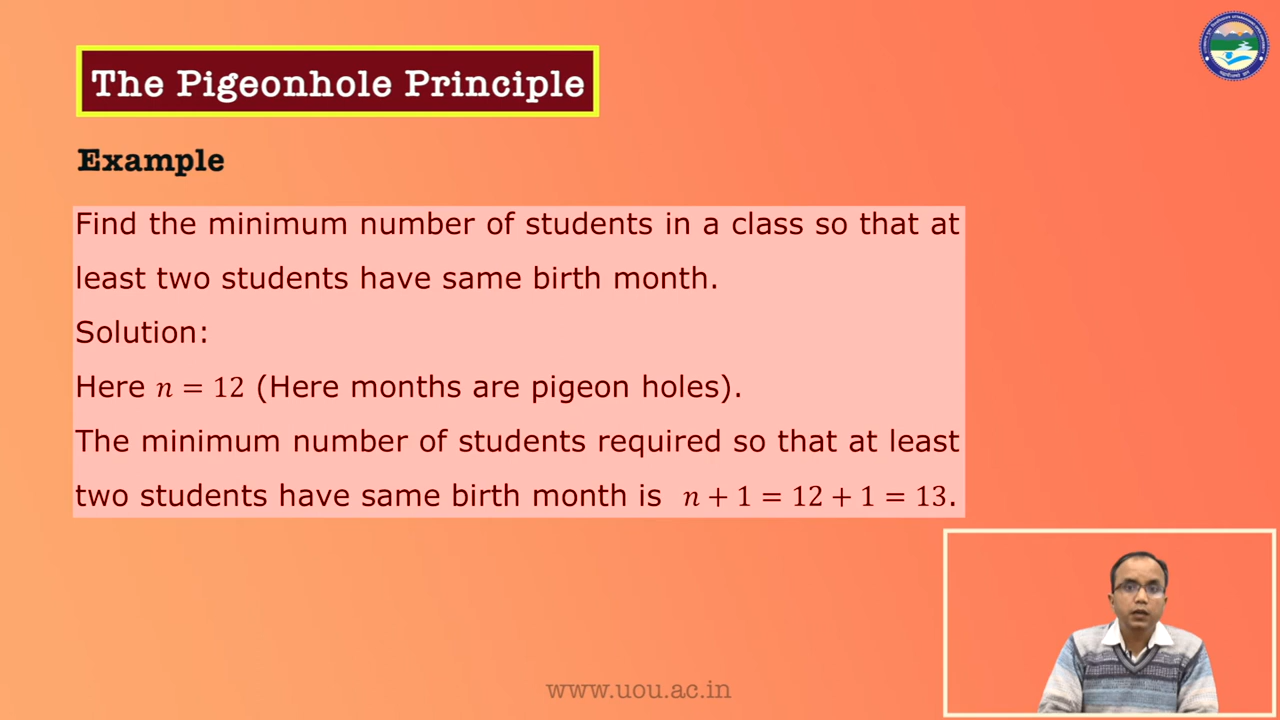 The Pigeonhole Principle
Example
Find the minimum number of students in a class so that at
least two students have same birth month.
Solution:
Here n = 12 (Here months are pigeon holes).
The minimum number of students required so that at least
two students have same birth month is n + 1 = 12 + 1 = 13.
www.uou.ac.in